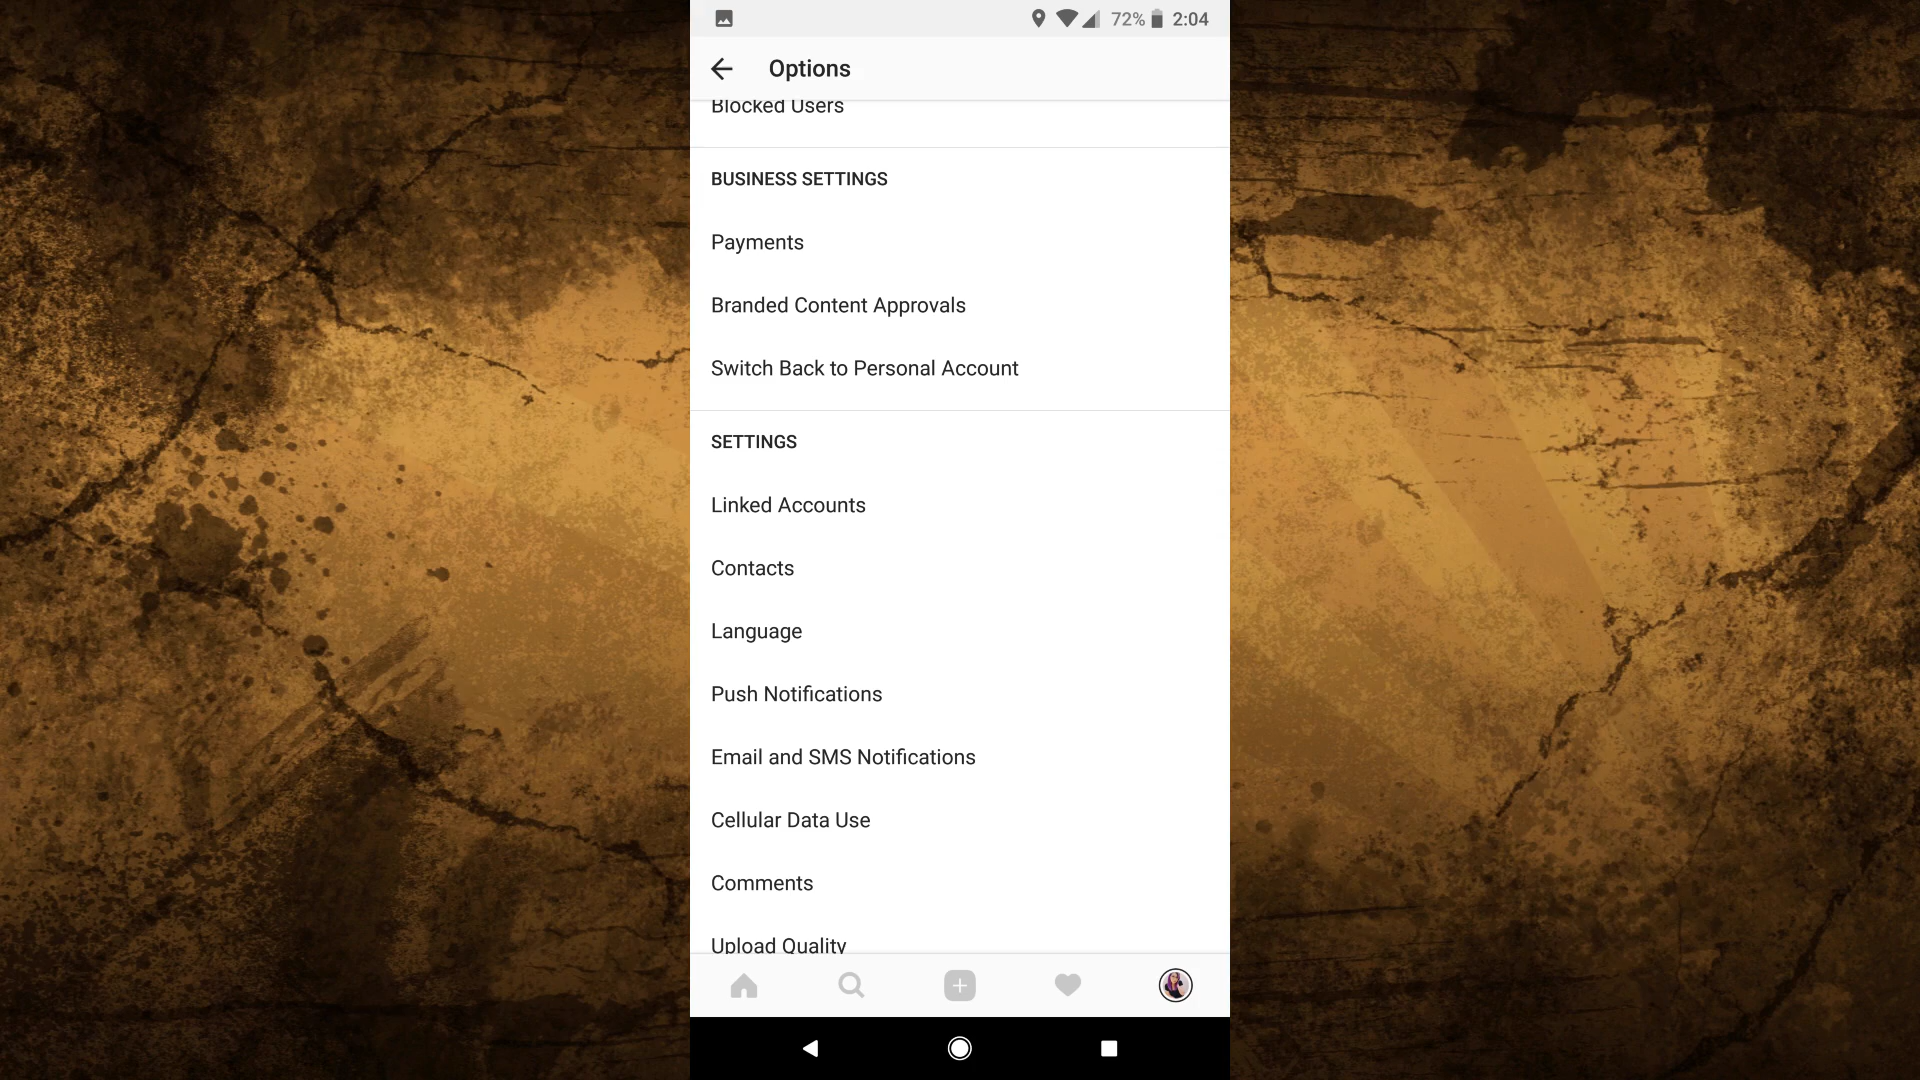 72% 2:04
Options
Blocked Users
BUSINESS SETTINGS
Payments
Branded Content Approvals
Switch Back to Personal Account
SETTINGS
Linked Accounts
Contacts
Language
Push Notifications
Email and SMS Notifications
Cellular Data Use
Comments
Upload Quality